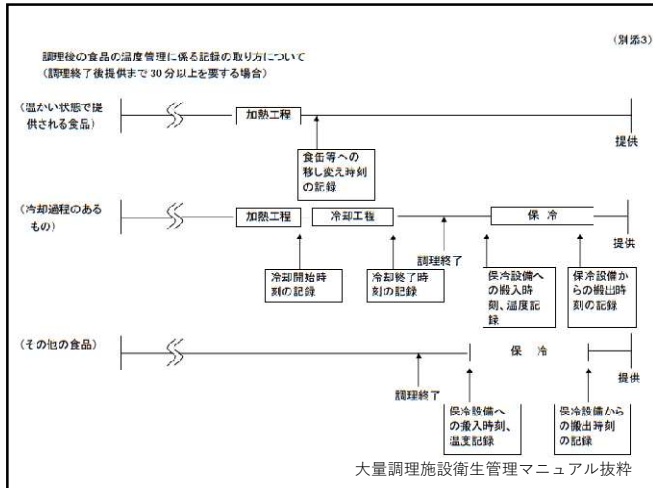 （別添3）
調理後の食品の温度管理に係る記録の取り方について
（調理終了後提供まで30分以上を要する場合）
（温かい状態で提
供される食品）
加熱工程
提供
食缶等への
移し変え時刻
の記録
（冷却過程のある
もの）
加熱工程
冷却工程
保 冷
提供
調理終了
冷却開始時
刻の記録
冷却終了時
刻の記録
保冷設備へ
の搬入時
刻、温度記
録
保冷設備か
らの搬出時
刻の記録
（その他の食品）
保 冷
提供
調理終了
保冷設備へ
の搬入時刻、
温度記録
保冷設備から
の搬出時刻
の記録
大量調理施設衛生管理マニュアル抜粋